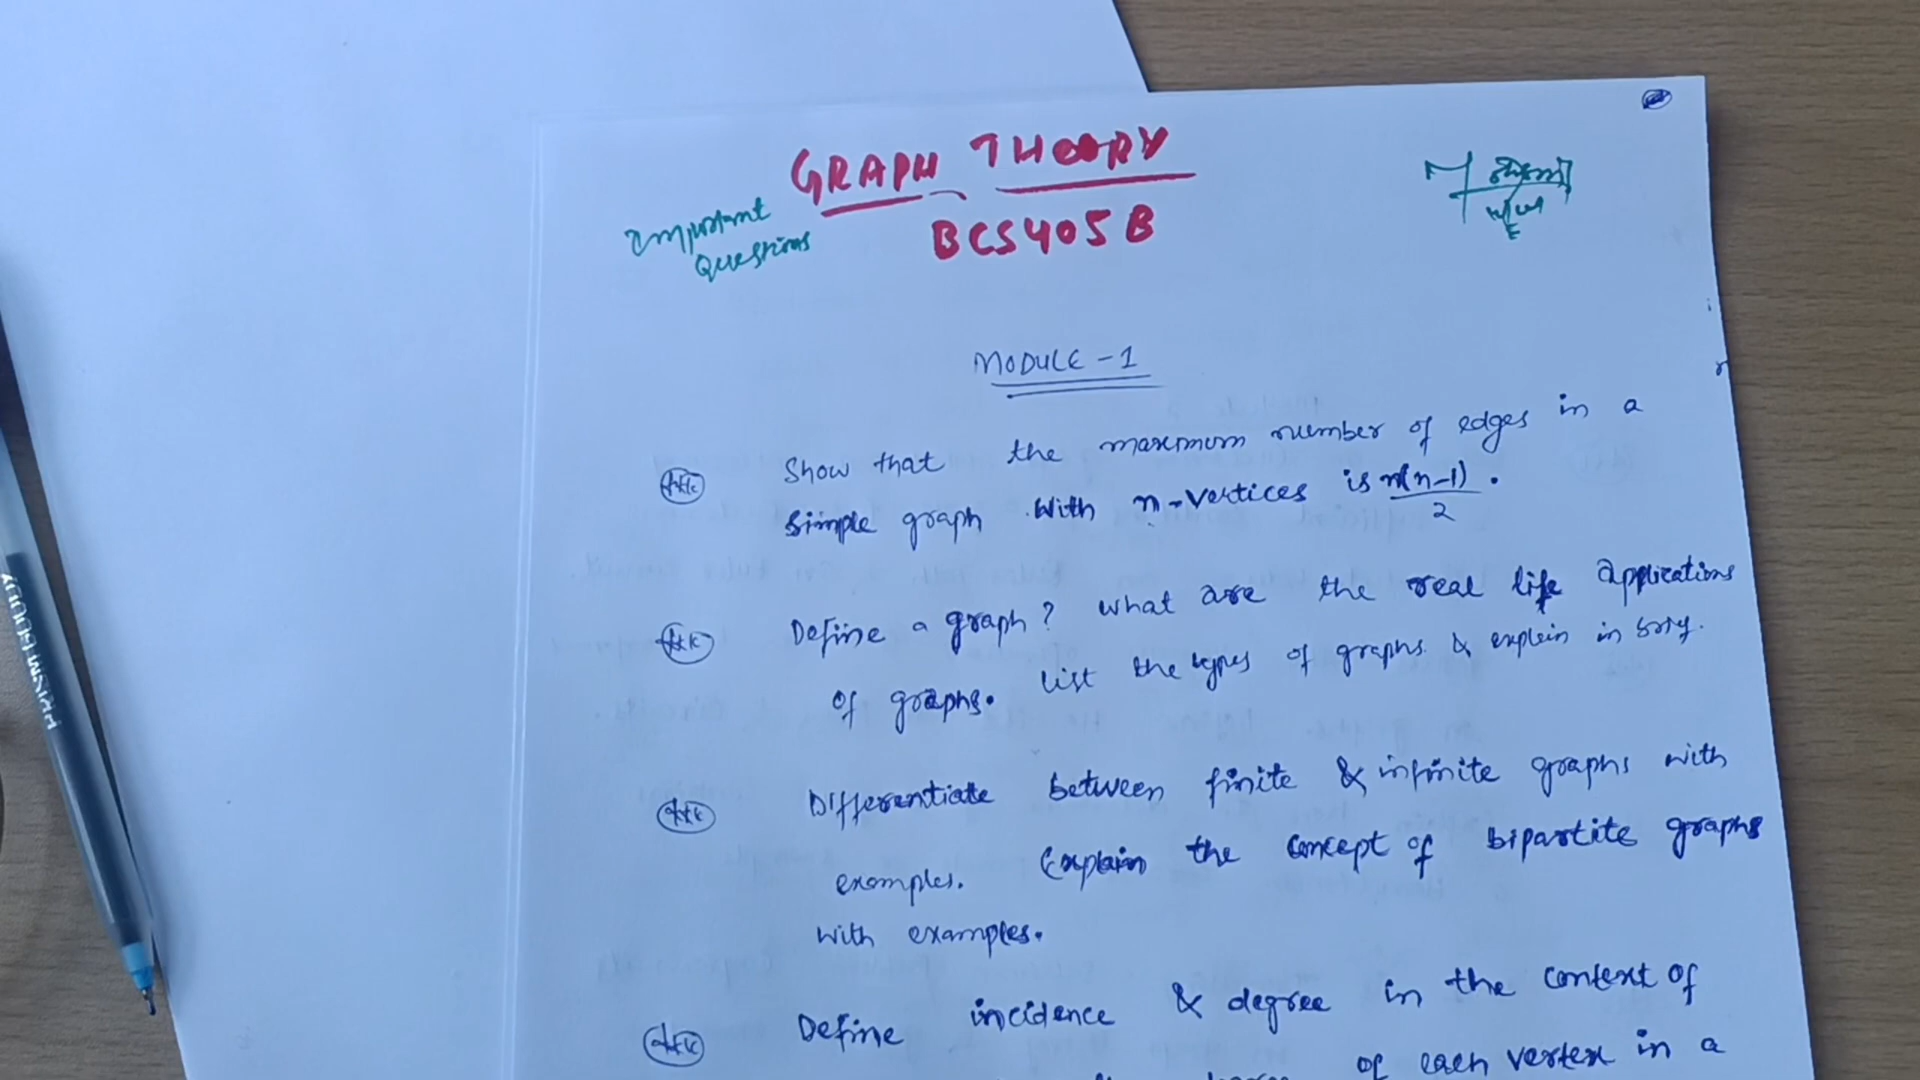 GRAPH THEORY
Important
Questions
BCS405B
MODULE - 1
Show that the maximum number of edges in a
simple graph with n-vertices is n(n-1)/2.
Define a graph? What are the real life applications
of graphs. List the types of graphs & explain in
Differentiate between finite & infinite graphs with
examples. Explain the concept of bipartite graphs
with examples.
Define incidence & degree in the context of
of each vertex in a